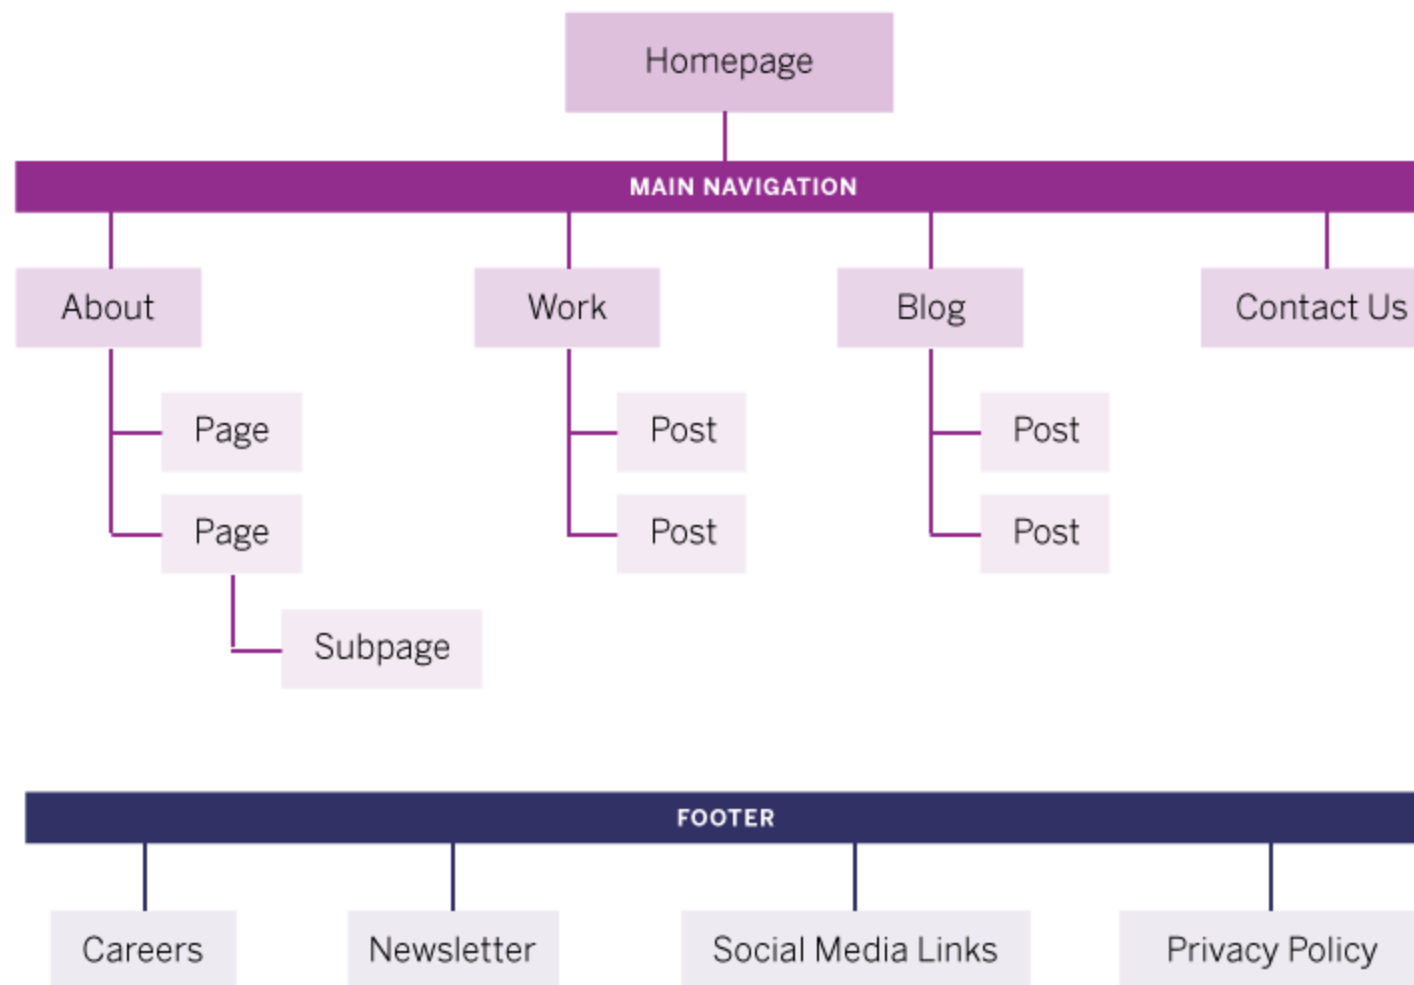 Homepage
MAIN NAVIGATION
About
Work
Blog
Contact Us
Page
Post
Post
Page
Post
Post
Subpage
FOOTER
Careers
Newsletter
Social Media Links
Privacy Policy